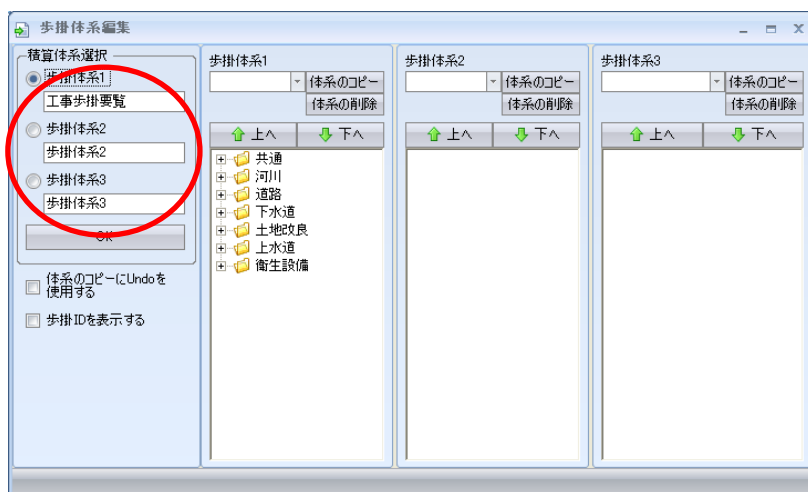 歩掛体系編集
積算体系選択
歩掛体系1
工事歩掛要覧
歩掛体系2
歩掛体系2
歩掛体系3
歩掛体系3
OK
体系のコピーにUndoを
使用する
歩掛IDを表示する
歩掛体系1
体系のコピー
体系の削除
上へ 下へ
共通
河川
道路
下水道
土地改良
上水道
衛生設備
歩掛体系2
体系のコピー
体系の削除
上へ 下へ
歩掛体系3
体系のコピー
体系の削除
上へ 下へ